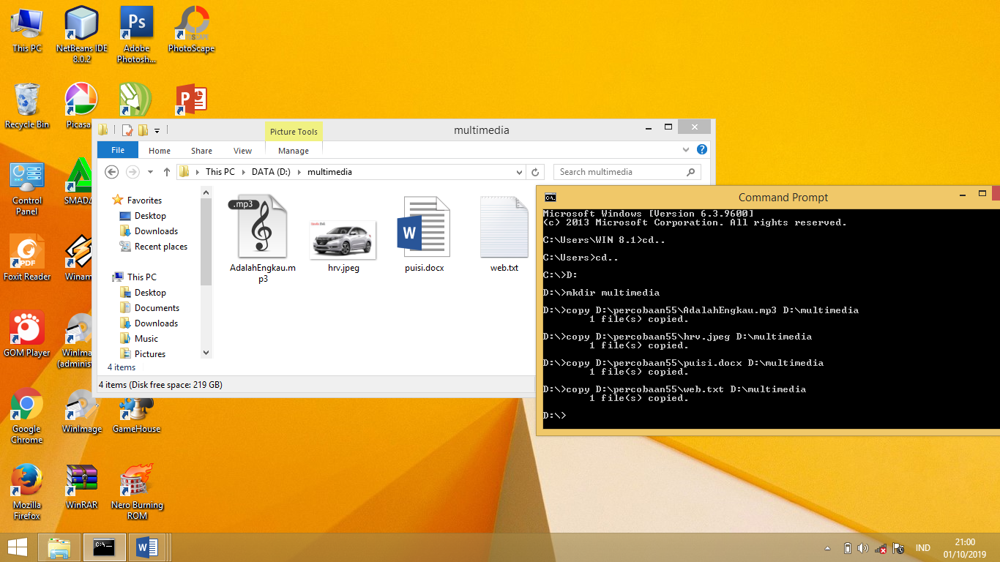 This PC
NetBeans IDE
8.0.2
Adobe
Photosh...
PhotoScape
Recycle Bin
Picasa
Control
Panel
SMADΔ
Foxit Reader
Winam
GOM Player
WinIma
(adminis
Google
Chrome
WinImage
GameHouse
Mozilla
Firefox
WinRAR
Nero Burning
ROM
Picture Tools
multimedia
File
Home
Share
View
Manage
This PC
DATA (D:)
multimedia
Search multimedia
Favorites
Desktop
Downloads
Recent places
This PC
Desktop
Documents
Downloads
Music
Pictures
4 items
.mp3
AdalahEngkau.m
p3
hrv.jpeg
puisi.docx
web.txt
4 items (Disk free space: 219 GB)
Command Prompt
Microsoft Windows [Version 6.3.9600]
(c) 2013 Microsoft Corporation. All rights reserved.
C:\Users\WIN 8.1>cd..
C:\Users>cd..
C:\>D:
D:\>mkdir multimedia
D:\>copy D:\percobaan55\AdalahEngkau.mp3 D:\multimedia
1 file(s) copied.
D:\>copy D:\percobaan55\hrv.jpeg D:\multimedia
1 file(s) copied.
D:\>copy D:\percobaan55\puisi.docx D:\multimedia
1 file(s) copied.
D:\>copy D:\percobaan55\web.txt D:\multimedia
1 file(s) copied.
D:\>
IND
21:00
01/10/2019